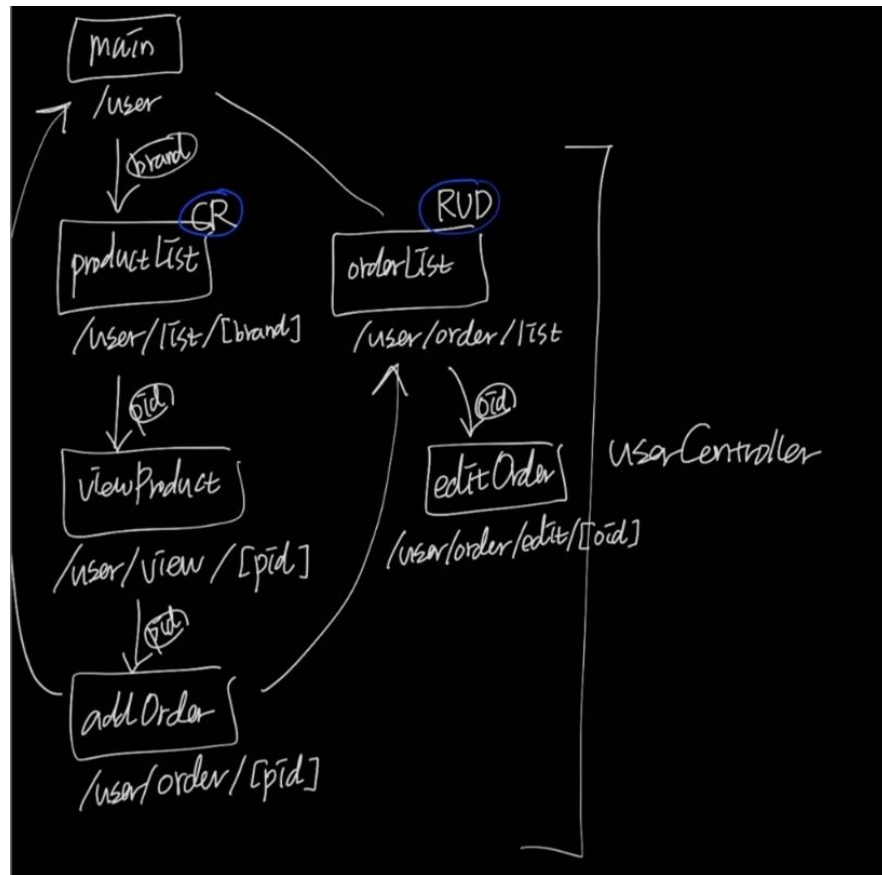 main
/user
brand
CR
productList
/user/list/[brand]
pid
viewProduct
/user/view/[pid]
pid
addOrder
/user/order/[pid]
RUD
orderList
/user/order/list
oid
editOrder
/user/order/edit/[oid]
userController